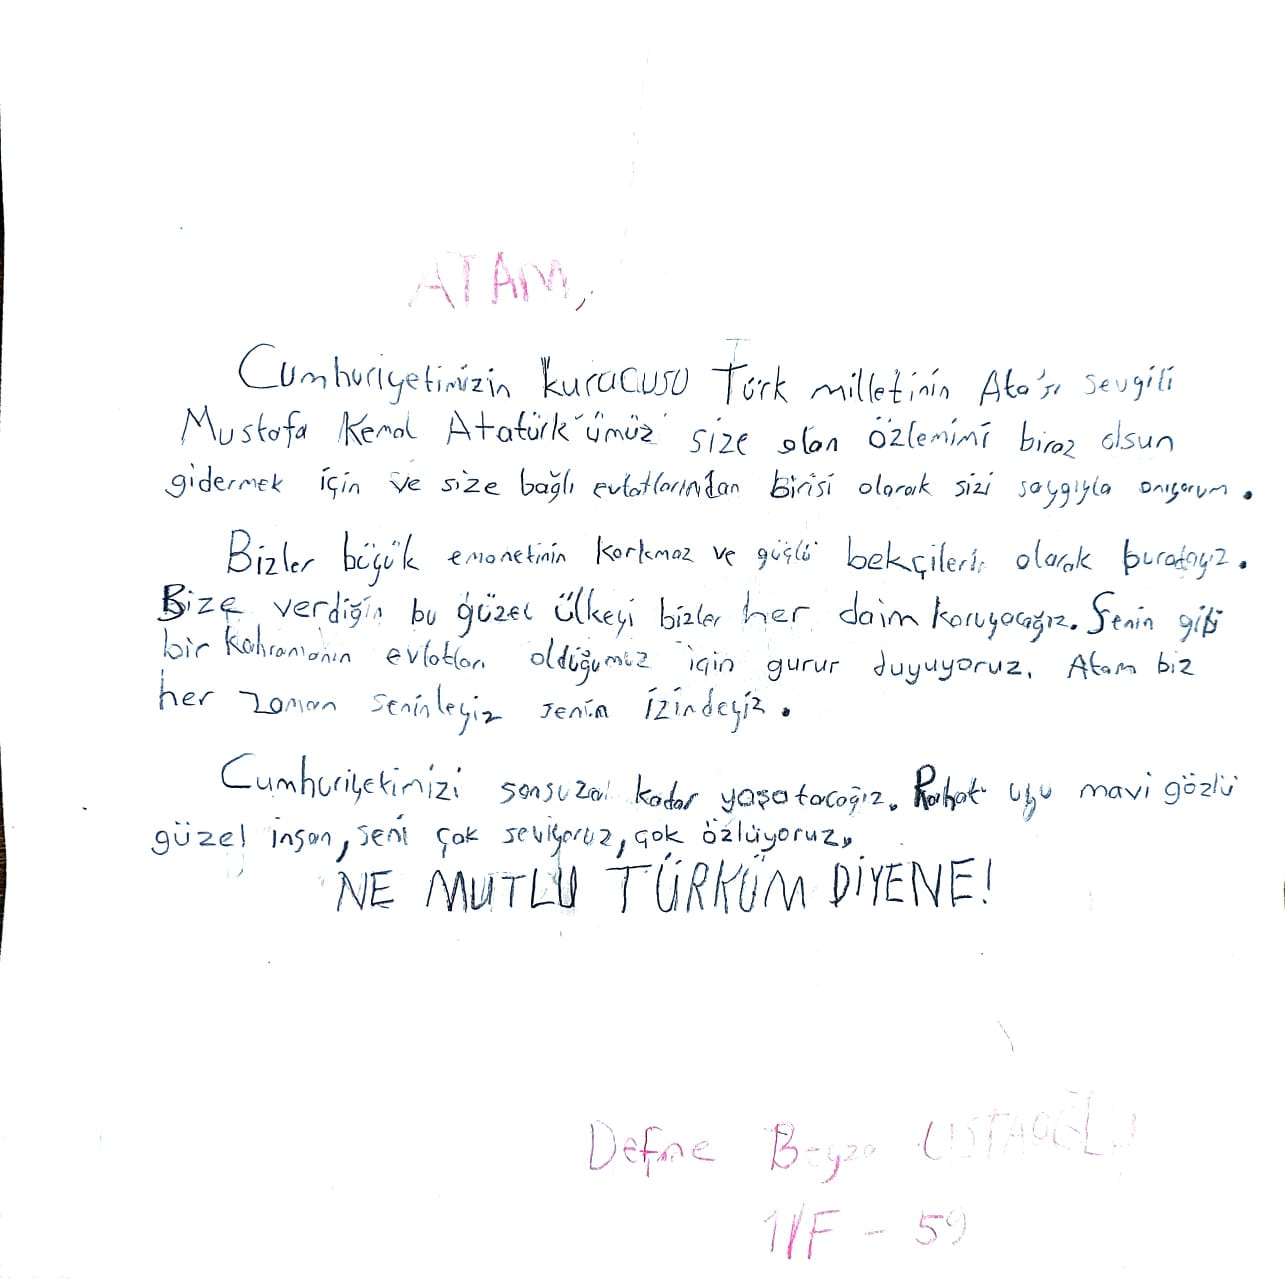 ATAM,
Cumhuriyetimizin kuracusu Türk milletinin Ata'sı sevgili
Mustafa Kemal Atatürk'ümüz size olan özlemimi biraz olsun
gidermek için ve size bağlı evlatlarından birisi olarak sizi saygıyla anıyorum.
Bizler büyük emanetinin korkmaz ve güçlü bekçilerin olarak buradayız.
Bize verdiğin bu güzel ülkeyi bizler her daim koruyacağız. Senin gibi
bir kahramanın evlatları olduğumuz için gurur duyuyoruz. Atam biz
her zaman seninleyiz senin izindeyiz.
Cumhuriyetimizi sonsuza kadar yaşatacağız. Rahat uyu mavi gözlü
güzel insan, seni çok seviyoruz, çok özlüyoruz.
NE MUTLU TÜRKÜM DİYENE!
Defne Beyza USTAOĞLU
1/F - 59